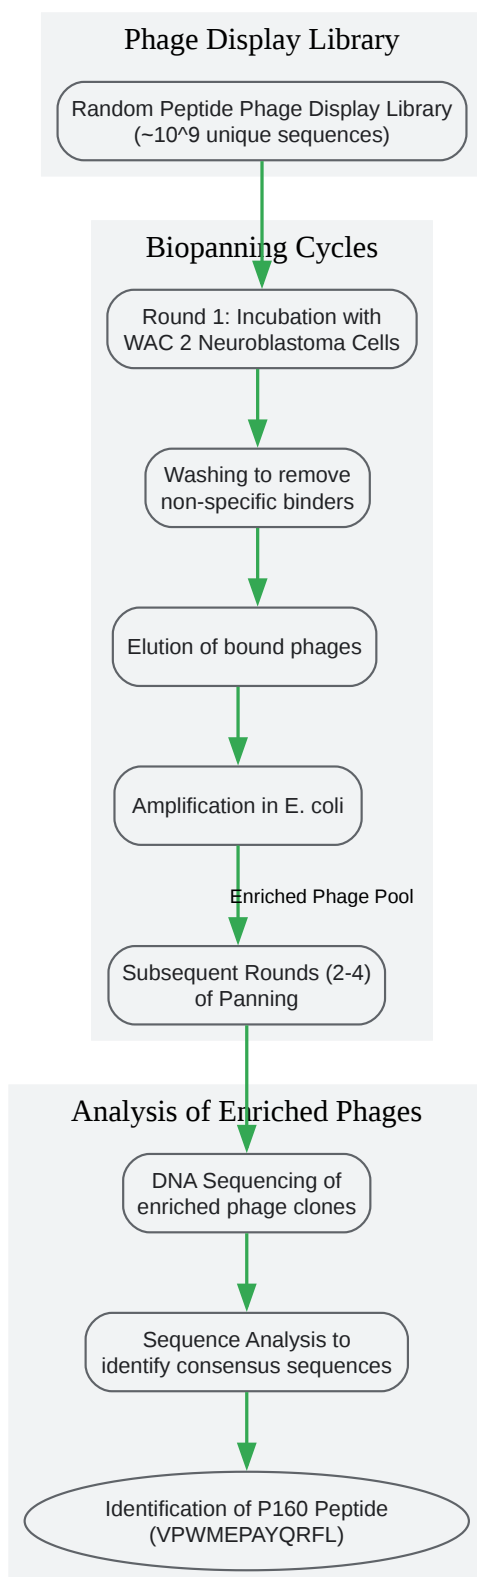 Phage Display Library
Random Peptide Phage Display Library
(~10^9 unique sequences)
Biopanning Cycles
Round 1: Incubation with
WAC 2 Neuroblastoma Cells
Washing to remove
non-specific binders
Elution of bound phages
Amplification in E. coli
Enriched Phage Pool
Subsequent Rounds (2-4)
of Panning
Analysis of Enriched Phages
DNA Sequencing of
enriched phage clones
Sequence Analysis to
identify consensus sequences
Identification of P160 Peptide
(VPWMEPAYQRFL)